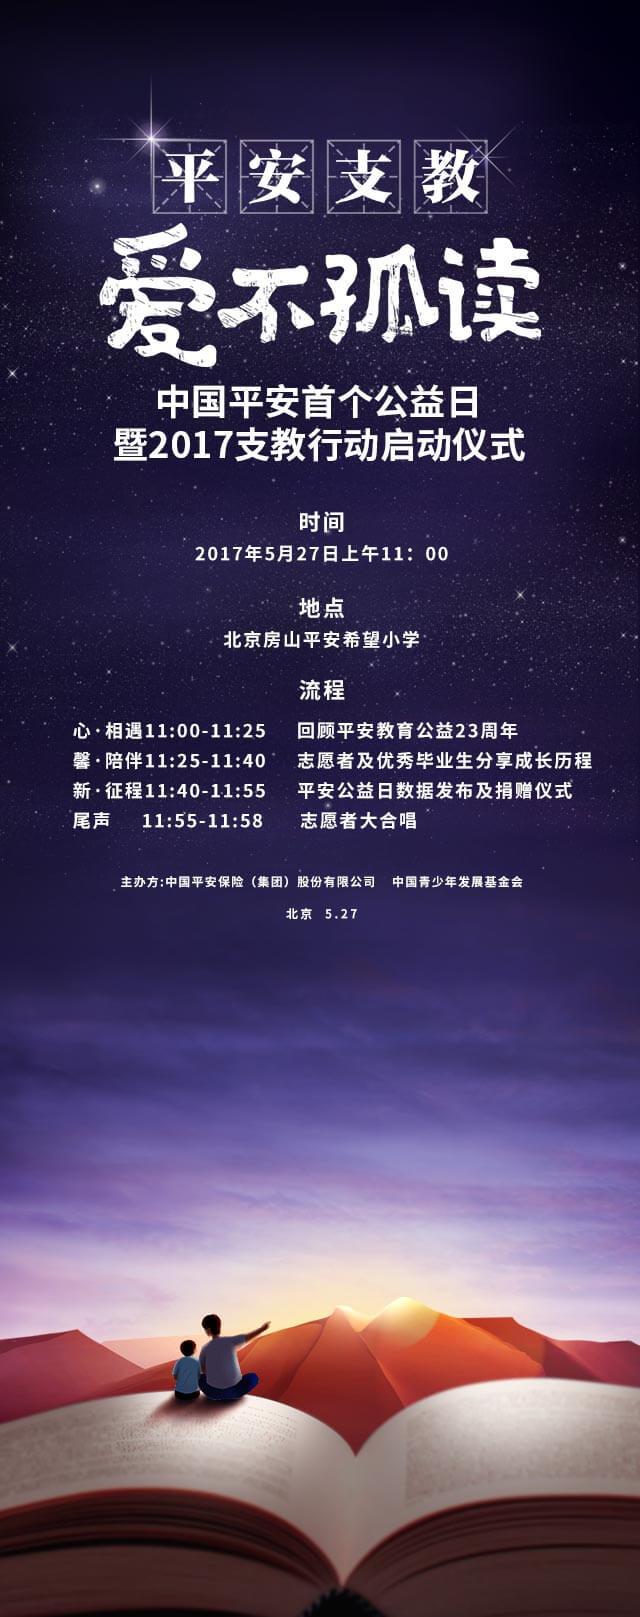 平安支教
爱不孤读
中国平安首个公益日
暨2017支教行动启动仪式
时间
2017年5月27日上午11：00
地点
北京房山平安希望小学
流程
心·相遇11:00-11:25 回顾平安教育公益23周年
馨·陪伴11:25-11:40 志愿者及优秀毕业生分享成长历程
新·征程11:40-11:55 平安公益日数据发布及捐赠仪式
尾声 11:55-11:58 志愿者大合唱
主办方:中国平安保险（集团）股份有限公司 中国青少年发展基金会
北京 5.27